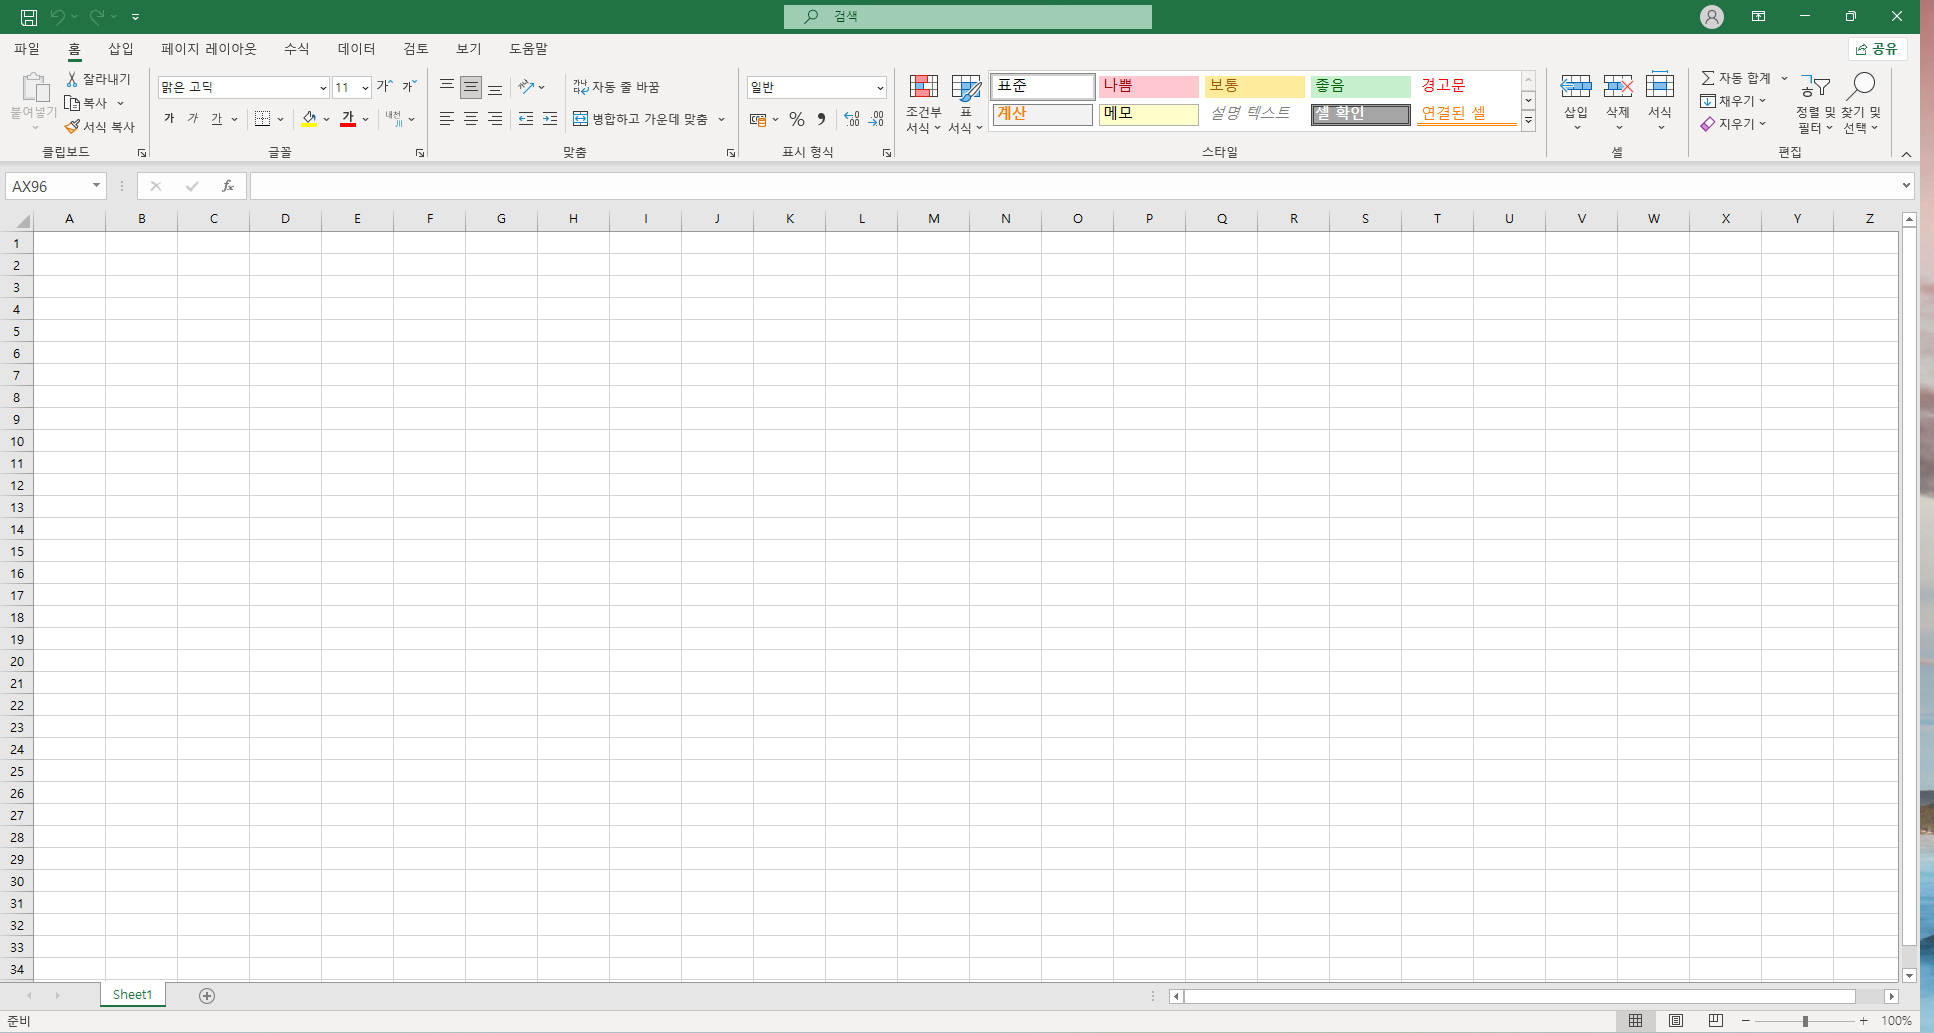 검색
파일 홈 삽입 페이지 레이아웃 수식 데이터 검토 보기 도움말 공유
붙여넣기
잘라내기
복사
서식 복사
클립보드
맑은 고딕 11 가 가
가 가 가 가 내천 川
글꼴
가나다 자동 줄 바꿈
병합하고 가운데 맞춤
맞춤
일반
% , .00 .00
표시 형식
조건부
서식
표
서식
표준 나쁨 보통 좋음 경고문
계산 메모 설명 텍스트 셀 확인 연결된 셀
스타일
삽입 삭제 서식
셀
자동 합계
채우기
지우기
정렬 및
필터
찾기 및
선택
편집
AX96 fx
A B C D E F G H I J K L M N O P Q R S T U V W X Y Z
1
2
3
4
5
6
7
8
9
10
11
12
13
14
15
16
17
18
19
20
21
22
23
24
25
26
27
28
29
30
31
32
33
34
Sheet1
준비 100%